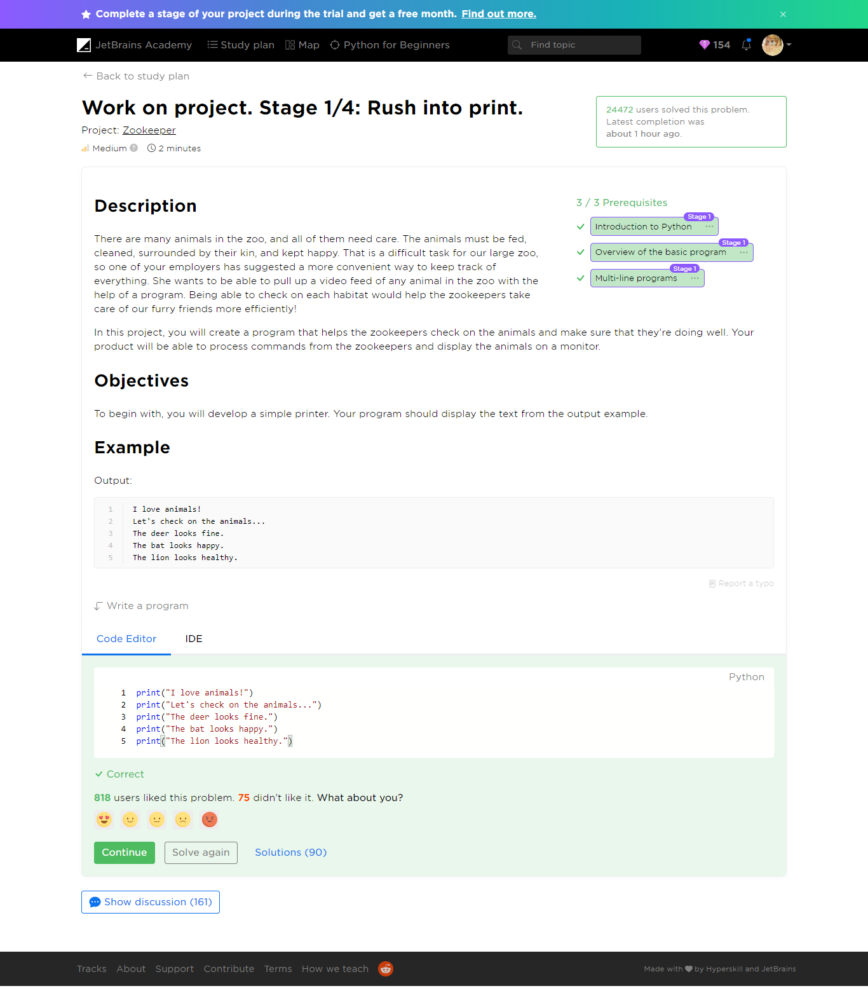 Complete a stage of your project during the trial and get a free month. Find out more.
JetBrains Academy Study plan Map Python for Beginners Find topic 154
Back to study plan
Work on project. Stage 1/4: Rush into print.
Project: Zookeeper
Medium ? 2 minutes
24472 users solved this problem.
Latest completion was
about 1 hour ago.
Description
There are many animals in the zoo, and all of them need care. The animals must be fed,
cleaned, surrounded by their kin, and kept happy. That is a difficult task for our large zoo,
so one of your employers has suggested a more convenient way to keep track of
everything. She wants to be able to pull up a video feed of any animal in the zoo with the
help of a program. Being able to check on each habitat would help the zookeepers take
care of our furry friends more efficiently!
3 / 3 Prerequisites
Stage 1
Introduction to Python ...
Stage 1
Overview of the basic program ...
Stage 1
Multi-line programs ...
In this project, you will create a program that helps the zookeepers check on the animals and make sure that they're doing well. Your
product will be able to process commands from the zookeepers and display the animals on a monitor.
Objectives
To begin with, you will develop a simple printer. Your program should display the text from the output example.
Example
Output:
1 I love animals!
2 Let's check on the animals...
3 The deer looks fine.
4 The bat looks happy.
5 The lion looks healthy.
Report a typo
Write a program
Code Editor IDE
Python
1 print("I love animals!")
2 print("Let's check on the animals...")
3 print("The deer looks fine.")
4 print("The bat looks happy.")
5 print("The lion looks healthy.")
Correct
818 users liked this problem. 75 didn't like it. What about you?
Continue Solve again Solutions (90)
Show discussion (161)
Tracks About Support Contribute Terms How we teach Made with by Hyperskill and JetBrains